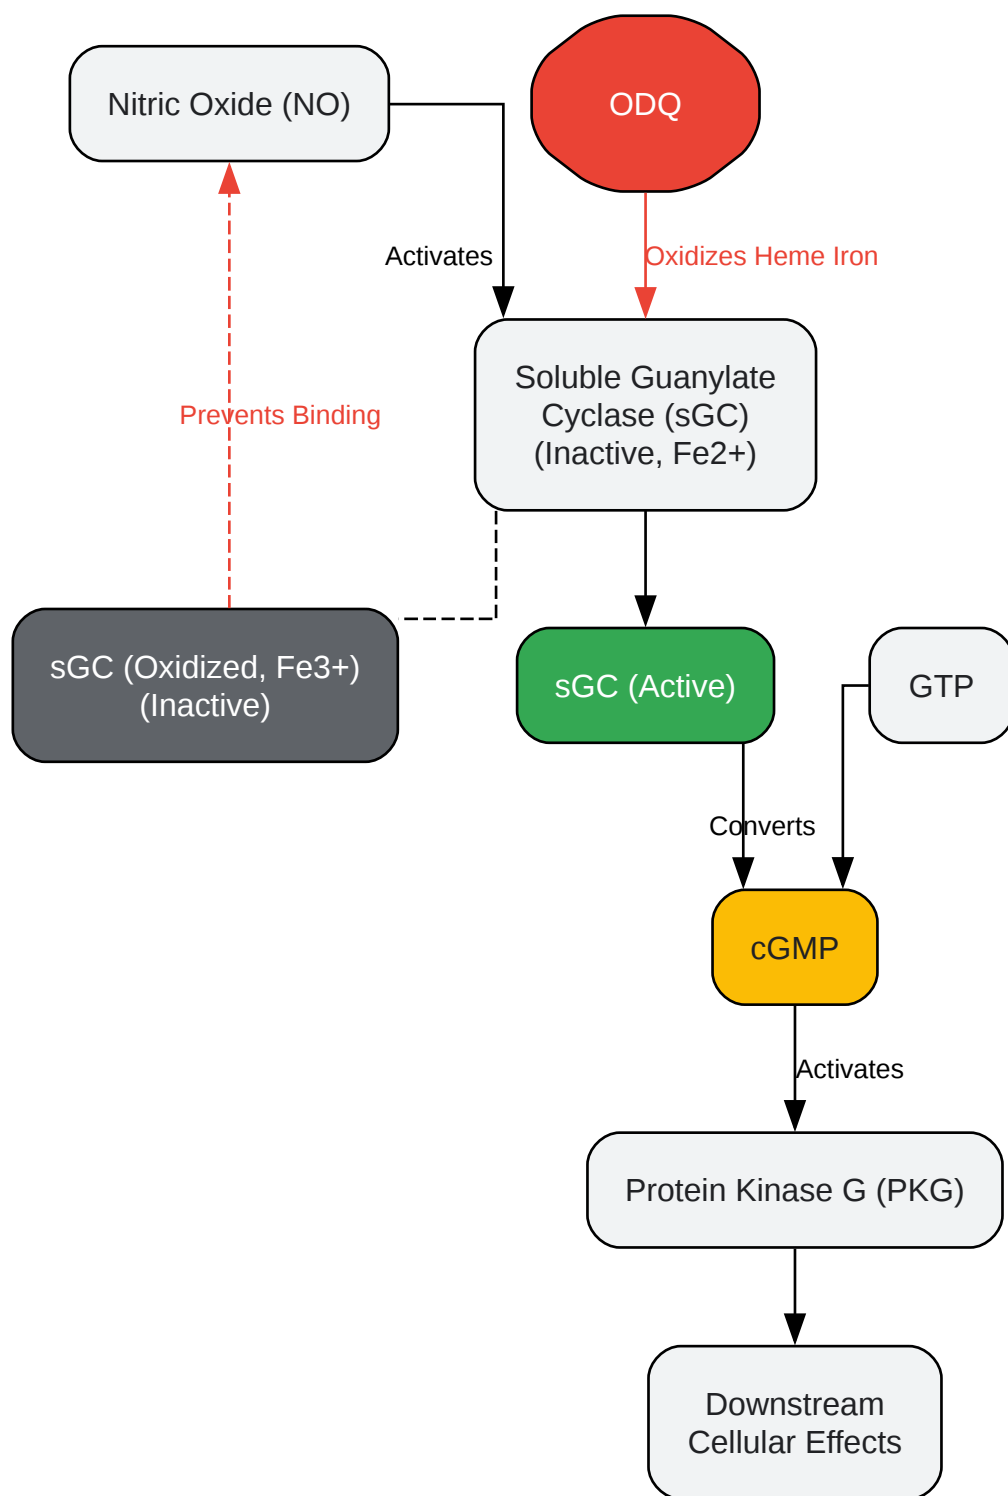 Nitric Oxide (NO)
ODQ
Activates
Oxidizes Heme Iron
Soluble Guanylate
Cyclase (sGC)
(Inactive, Fe2+)
Prevents Binding
sGC (Oxidized, Fe3+)
(Inactive)
sGC (Active)
GTP
Converts
cGMP
Activates
Protein Kinase G (PKG)
Downstream
Cellular Effects